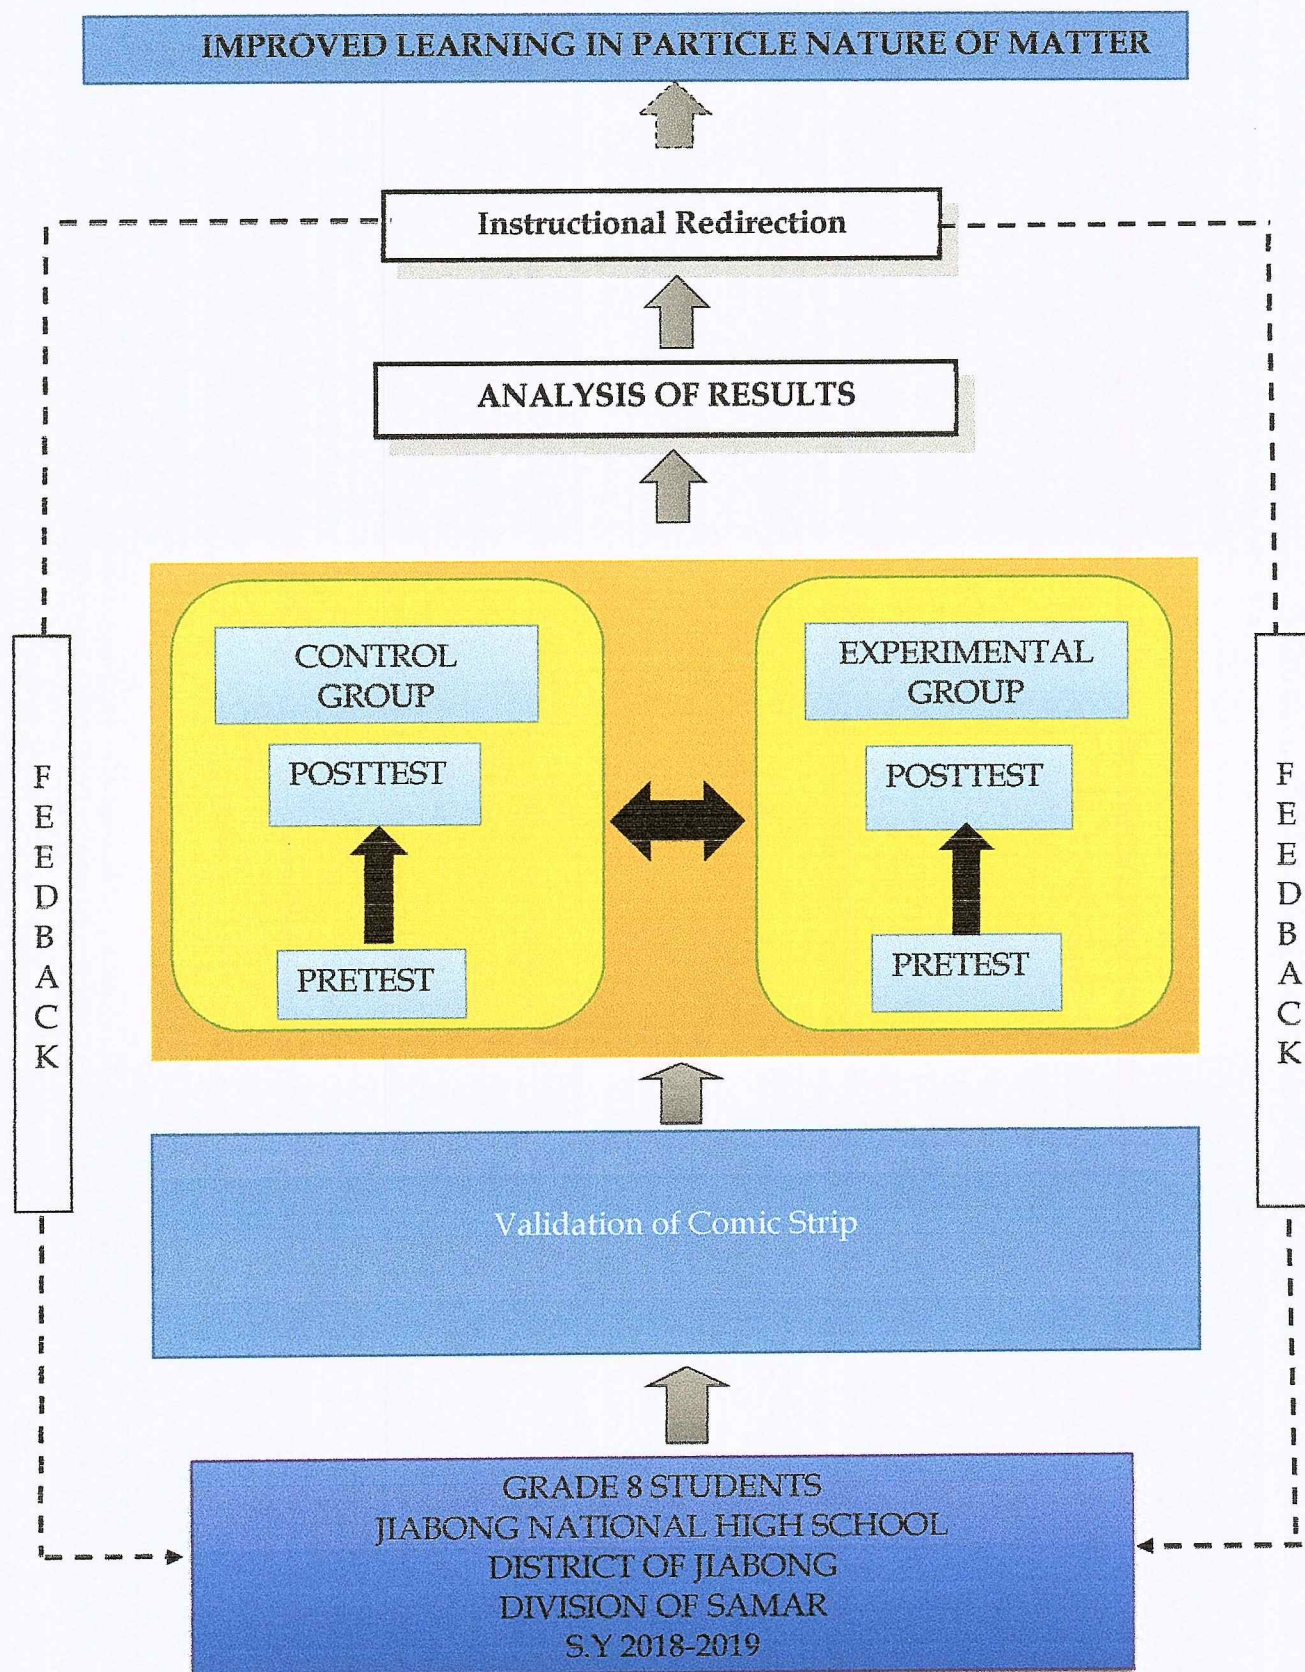 IMPROVED LEARNING IN PARTICLE NATURE OF MATTER
Instructional Redirection
ANALYSIS OF RESULTS
CONTROL
GROUP
POSTTEST
PRETEST
EXPERIMENTAL
GROUP
POSTTEST
PRETEST
F
E
E
D
B
A
C
K
F
E
E
D
B
A
C
K
Validation of Comic Strip
GRADE 8 STUDENTS
JIABONG NATIONAL HIGH SCHOOL
DISTRICT OF JIABONG
DIVISION OF SAMAR
S.Y 2018-2019